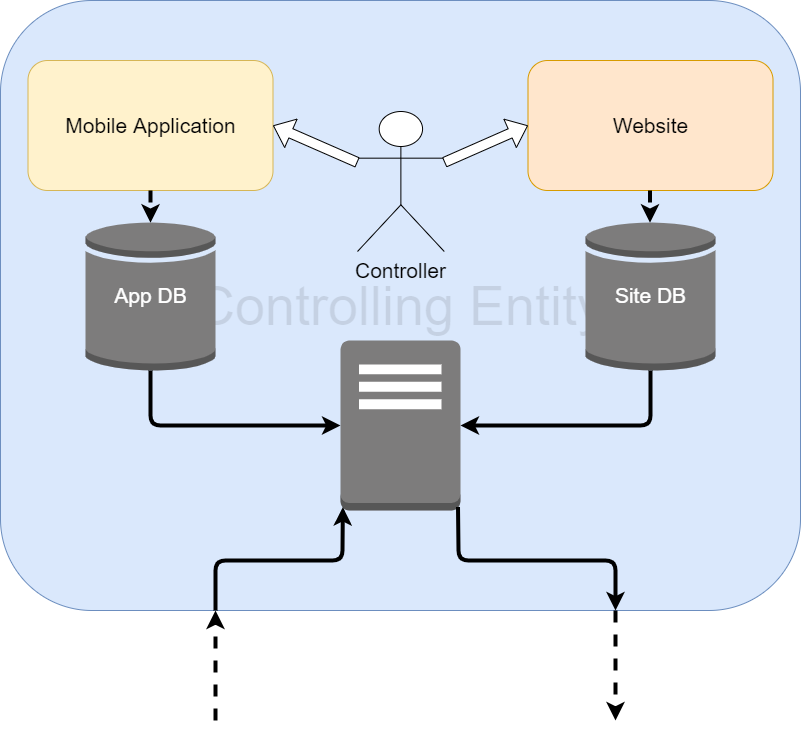 Mobile Application
Website
Controller
Controlling Entity
App DB
Site DB